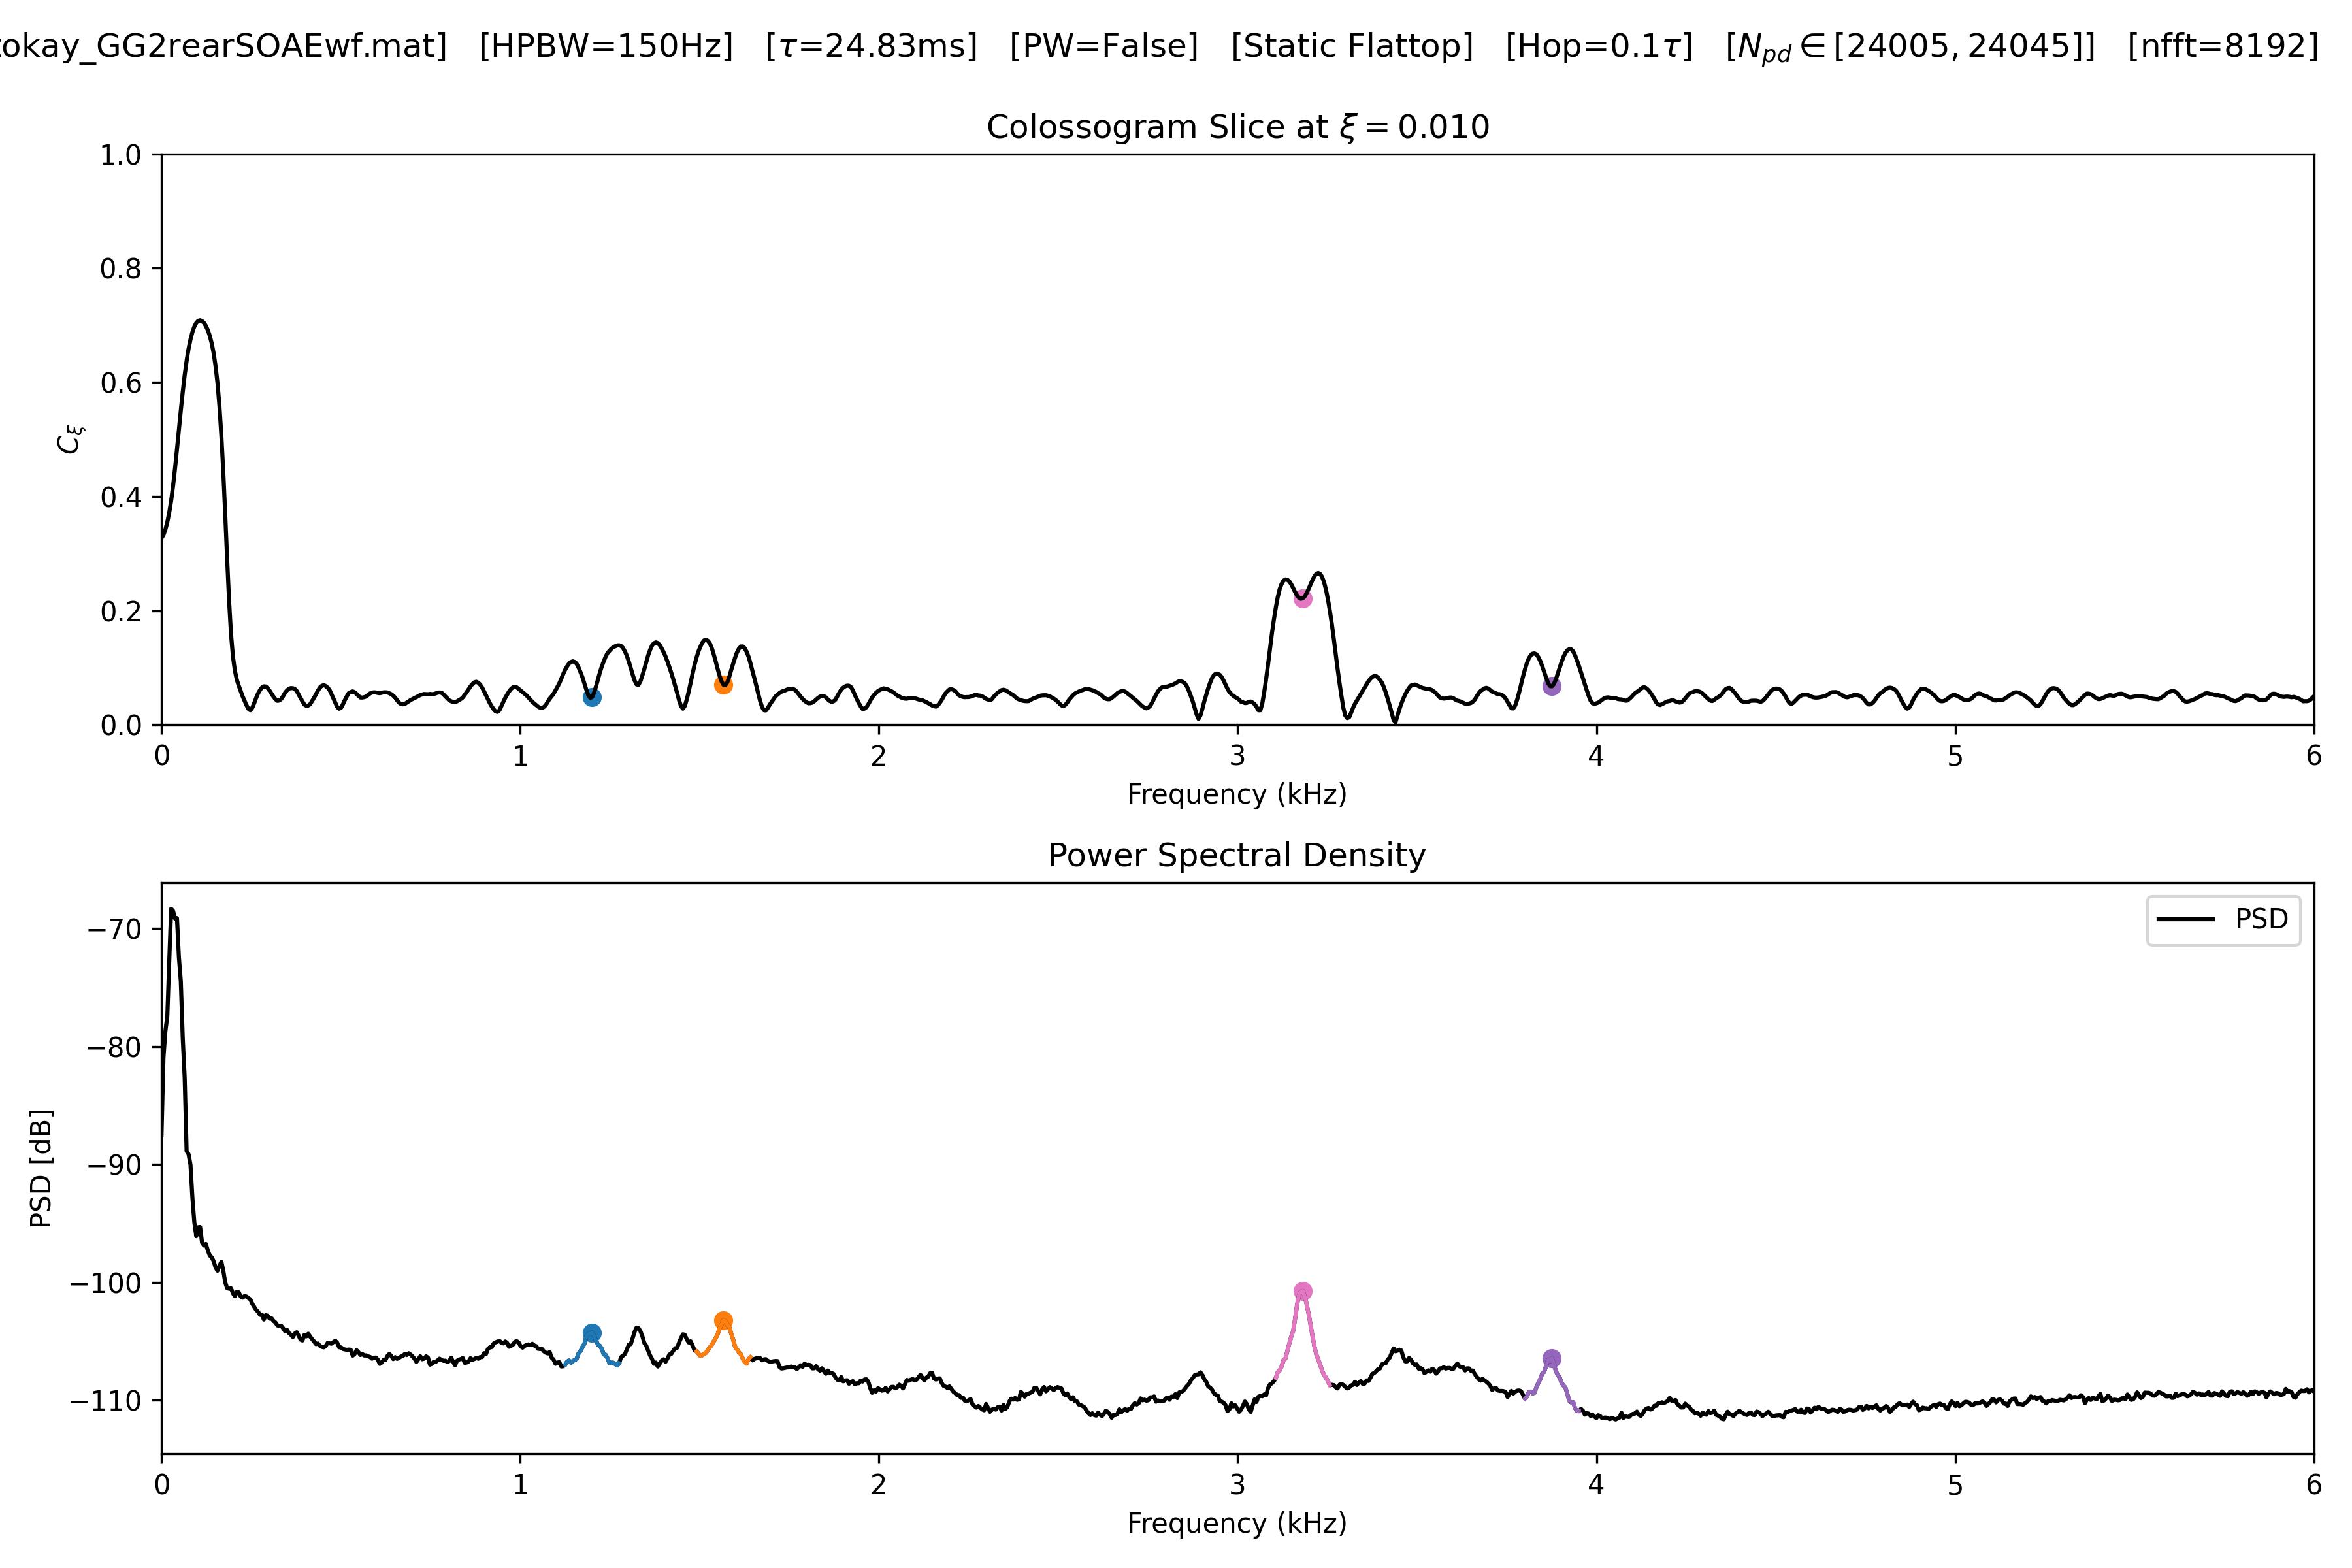 okay_GG2rearSOAEwf.mat] [HPBW=150Hz] [τ=24.83ms] [PW=False] [Static Flattop] [Hop=0.1τ] [N_pd ∈ [24005, 24045]] [nfft=8192]
Colossogram Slice at ξ = 0.010
1.0
0.8
0.6
0.4
0.2
0.0
C_ξ
0 1 2 3 4 5 6
Frequency (kHz)
Power Spectral Density
PSD
−70
−80
−90
−100
−110
PSD [dB]
0 1 2 3 4 5 6
Frequency (kHz)